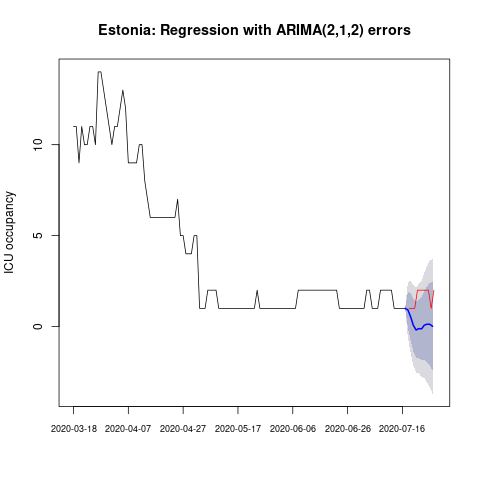 Estonia: Regression with ARIMA(2,1,2) errors
ICU occupancy
10
5
0
2020-03-18 2020-04-07 2020-04-27 2020-05-17 2020-06-06 2020-06-26 2020-07-16